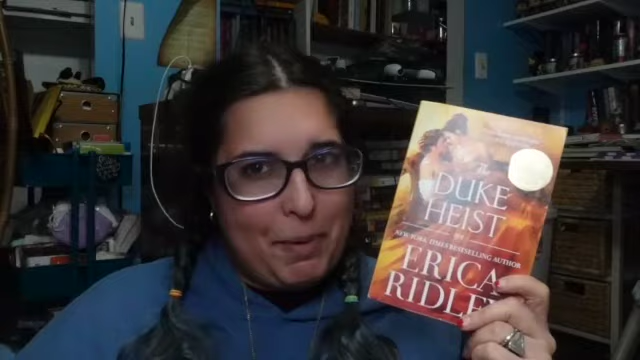 The
DUKE
HEIST
NEW YORK TIMES BESTSELLING AUTHOR
ERICA
RIDLEY